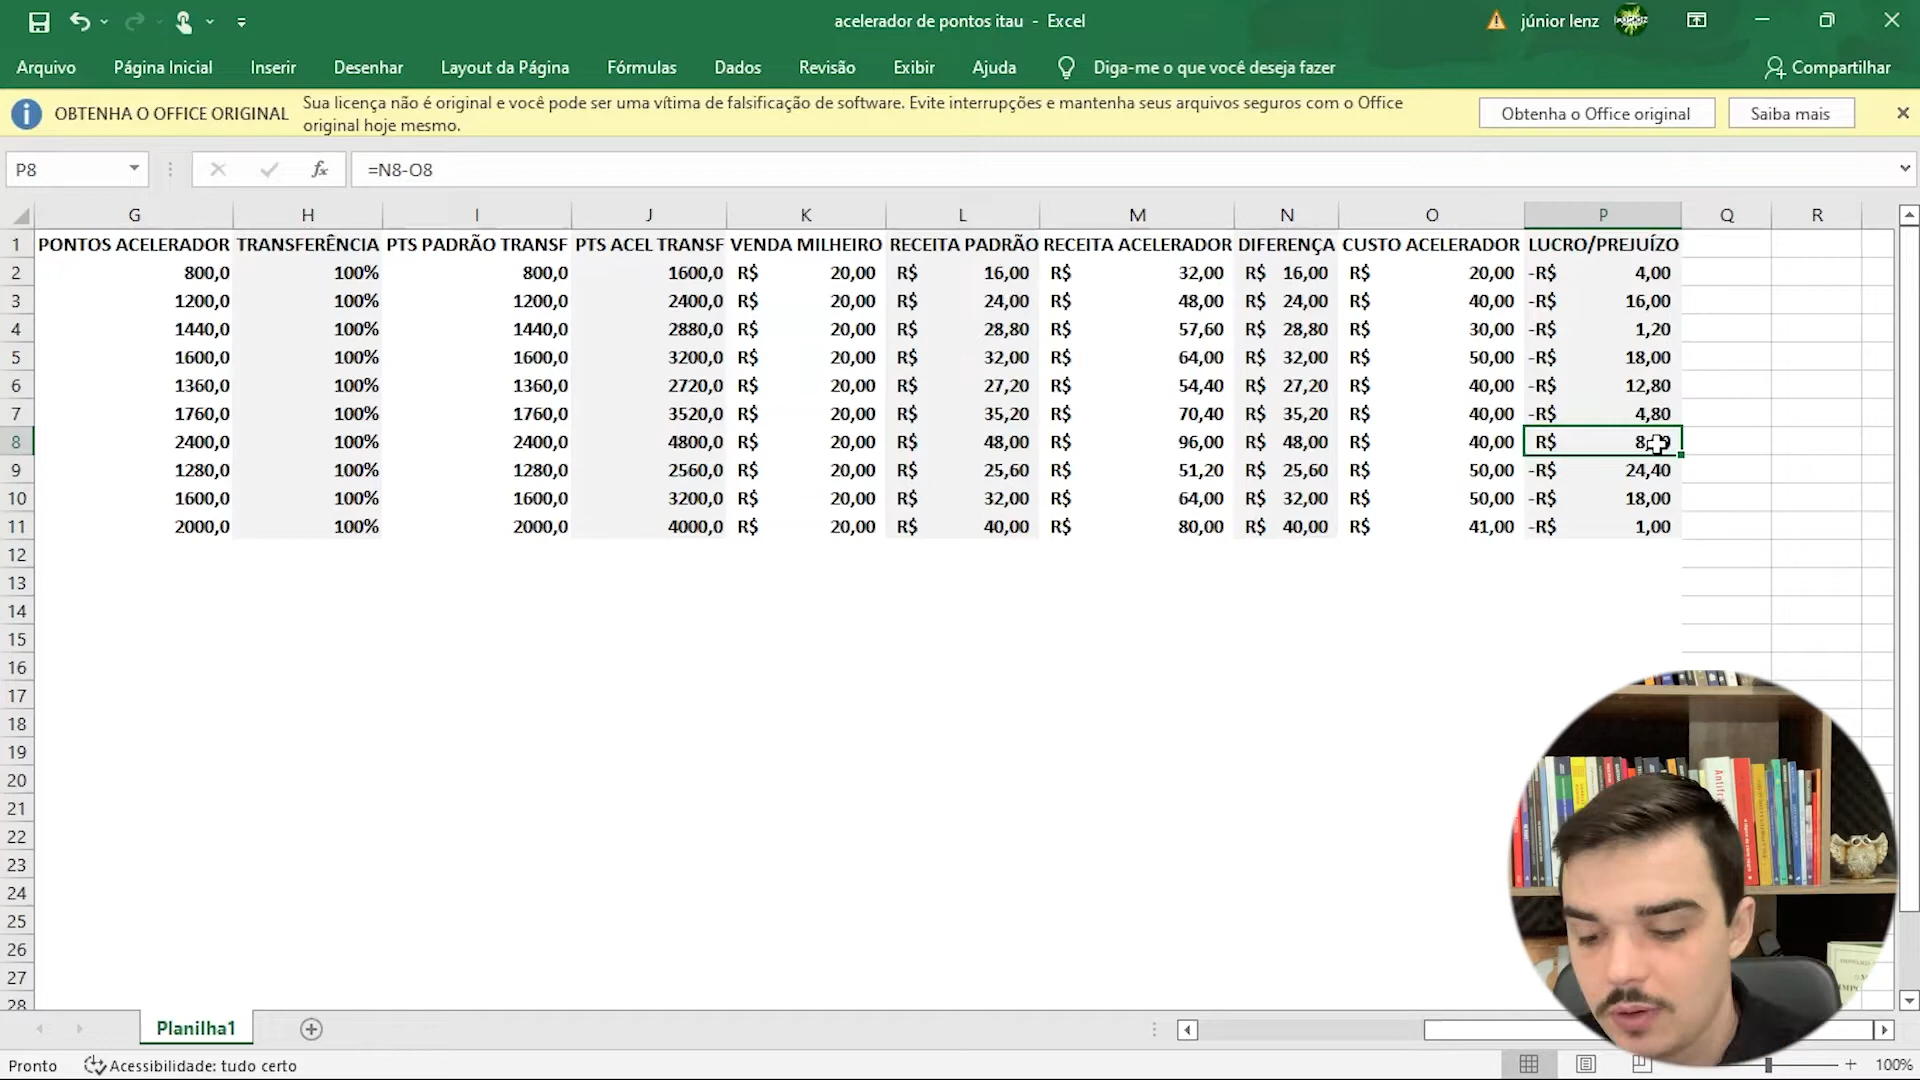 acelerador de pontos itau - Excel
júnior lenz
Arquivo Página Inicial Inserir Desenhar Layout da Página Fórmulas Dados Revisão Exibir Ajuda Diga-me o que você deseja fazer Compartilhar
OBTENHA O OFFICE ORIGINAL Sua licença não é original e você pode ser uma vítima de falsificação de software. Evite interrupções e mantenha seus arquivos seguros com o Office
original hoje mesmo.
Obtenha o Office original Saiba mais
P8 fx =N8-O8
G H I J K L M N O P Q R
1 PONTOS ACELERADOR TRANSFERÊNCIA PTS PADRÃO TRANSF PTS ACEL TRANSF VENDA MILHEIRO RECEITA PADRÃO RECEITA ACELERADOR DIFERENÇA CUSTO ACELERADOR LUCRO/PREJUÍZO
2 800,0 100% 800,0 1600,0 R$ 20,00 R$ 16,00 R$ 32,00 R$ 16,00 R$ 20,00 -R$ 4,00
3 1200,0 100% 1200,0 2400,0 R$ 20,00 R$ 24,00 R$ 48,00 R$ 24,00 R$ 40,00 -R$ 16,00
4 1440,0 100% 1440,0 2880,0 R$ 20,00 R$ 28,80 R$ 57,60 R$ 28,80 R$ 30,00 -R$ 1,20
5 1600,0 100% 1600,0 3200,0 R$ 20,00 R$ 32,00 R$ 64,00 R$ 32,00 R$ 50,00 -R$ 18,00
6 1360,0 100% 1360,0 2720,0 R$ 20,00 R$ 27,20 R$ 54,40 R$ 27,20 R$ 40,00 -R$ 12,80
7 1760,0 100% 1760,0 3520,0 R$ 20,00 R$ 35,20 R$ 70,40 R$ 35,20 R$ 40,00 -R$ 4,80
8 2400,0 100% 2400,0 4800,0 R$ 20,00 R$ 48,00 R$ 96,00 R$ 48,00 R$ 40,00 R$
9 1280,0 100% 1280,0 2560,0 R$ 20,00 R$ 25,60 R$ 51,20 R$ 25,60 R$ 50,00 -R$ 24,40
10 1600,0 100% 1600,0 3200,0 R$ 20,00 R$ 32,00 R$ 64,00 R$ 32,00 R$ 50,00 -R$ 18,00
11 2000,0 100% 2000,0 4000,0 R$ 20,00 R$ 40,00 R$ 80,00 R$ 40,00 R$ 41,00 -R$ 1,00
12
13
14
15
16
17
18
19
20
21
22
23
24
25
26
27
28
Planilha1
Pronto Acessibilidade: tudo certo 100%